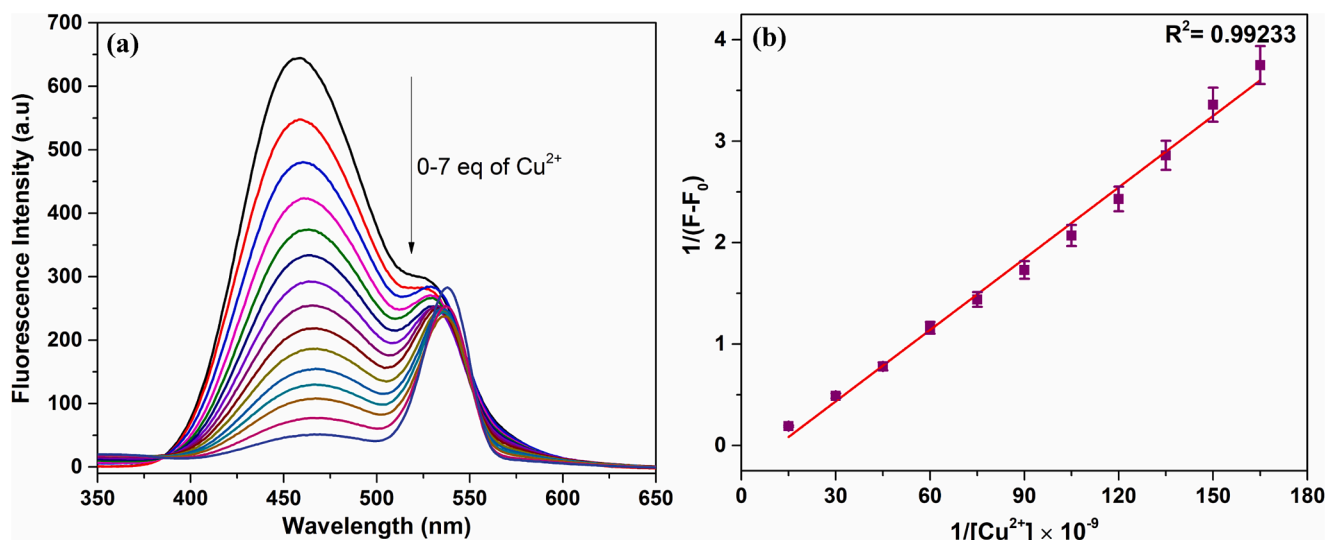 (a)
700
600
500
400
300
200
100
0
Fluorescence Intensity (a.u)
0-7 eq of Cu²⁺
350 400 450 500 550 600 650
Wavelength (nm)
(b)
R²= 0.99233
4
3
2
1
0
1/(F-F₀)
0 30 60 90 120 150 180
1/[Cu²⁺] × 10⁻⁹